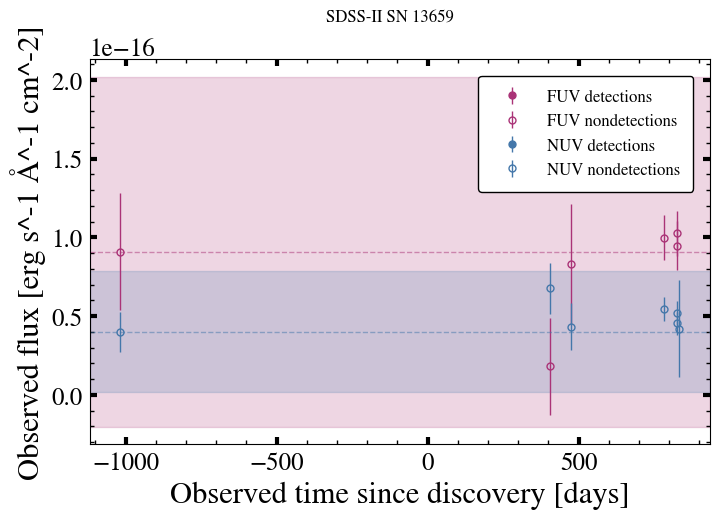 SDSS-II SN 13659
1e−16
2.0
1.5
1.0
0.5
0.0
Observed flux [erg s^-1 Å^-1 cm^-2]
FUV detections
FUV nondetections
NUV detections
NUV nondetections
−1000
−500
0
500
Observed time since discovery [days]